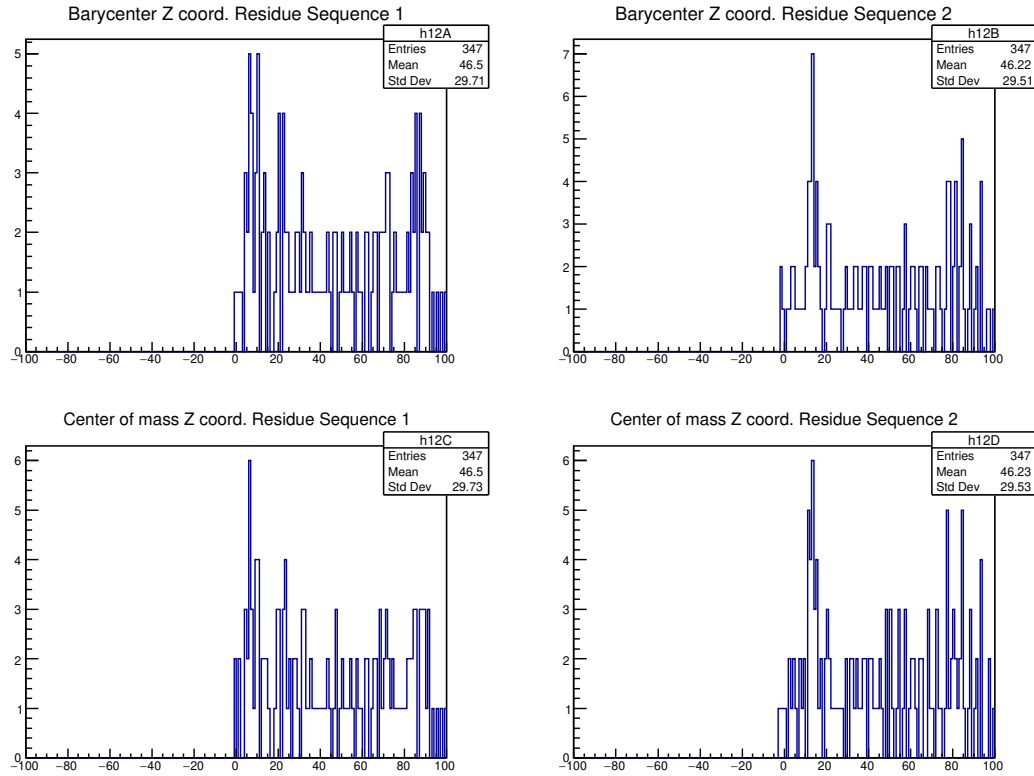 Barycenter Z coord. Residue Sequence 1
h12A
Entries 347
Mean 46.5
Std Dev 29.71
5
4
3
2
1
0
−100 −80 −60 −40 −20 0 20 40 60 80 100
Barycenter Z coord. Residue Sequence 2
h12B
Entries 347
Mean 46.22
Std Dev 29.51
7
6
5
4
3
2
1
0
−100 −80 −60 −40 −20 0 20 40 60 80 100
Center of mass Z coord. Residue Sequence 1
h12C
Entries 347
Mean 46.5
Std Dev 29.73
6
5
4
3
2
1
0
−100 −80 −60 −40 −20 0 20 40 60 80 100
Center of mass Z coord. Residue Sequence 2
h12D
Entries 347
Mean 46.23
Std Dev 29.53
6
5
4
3
2
1
0
−100 −80 −60 −40 −20 0 20 40 60 80 100